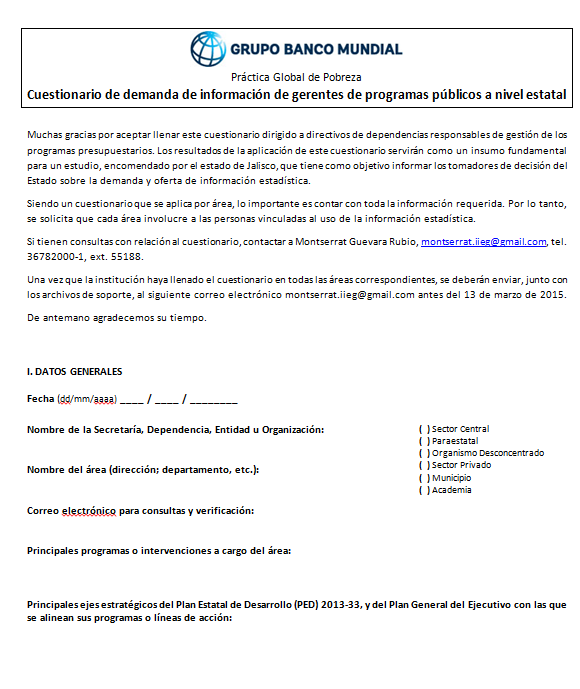 GRUPO BANCO MUNDIAL
Práctica Global de Pobreza
Cuestionario de demanda de información de gerentes de programas públicos a nivel estatal
Muchas gracias por aceptar llenar este cuestionario dirigido a directivos de dependencias responsables de gestión de los
programas presupuestarios. Los resultados de la aplicación de este cuestionario servirán como un insumo fundamental
para un estudio, encomendado por el estado de Jalisco, que tiene como objetivo informar los tomadores de decisión del
Estado sobre la demanda y oferta de información estadística.
Siendo un cuestionario que se aplica por área, lo importante es contar con toda la información requerida. Por lo tanto,
se solicita que cada área involucre a las personas vinculadas al uso de la información estadística.
Si tienen consultas con relación al cuestionario, contactar a Montserrat Guevara Rubio, montserrat.iieg@gmail.com, tel.
36782000-1, ext. 55188.
Una vez que la institución haya llenado el cuestionario en todas las áreas correspondientes, se deberán enviar, junto con
los archivos de soporte, al siguiente correo electrónico montserrat.iieg@gmail.com antes del 13 de marzo de 2015.
De antemano agradecemos su tiempo.
I. DATOS GENERALES
Fecha (dd/mm/aaaa) ____ / ____ / ________
Nombre de la Secretaría, Dependencia, Entidad u Organización:
( ) Sector Central
( ) Paraestatal
( ) Organismo Desconcentrado
( ) Sector Privado
( ) Municipio
( ) Academia
Nombre del área (dirección; departamento, etc.):
Correo electrónico para consultas y verificación:
Principales programas o intervenciones a cargo del área:
Principales ejes estratégicos del Plan Estatal de Desarrollo (PED) 2013-33, y del Plan General del Ejecutivo con las que
se alinean sus programas o líneas de acción: